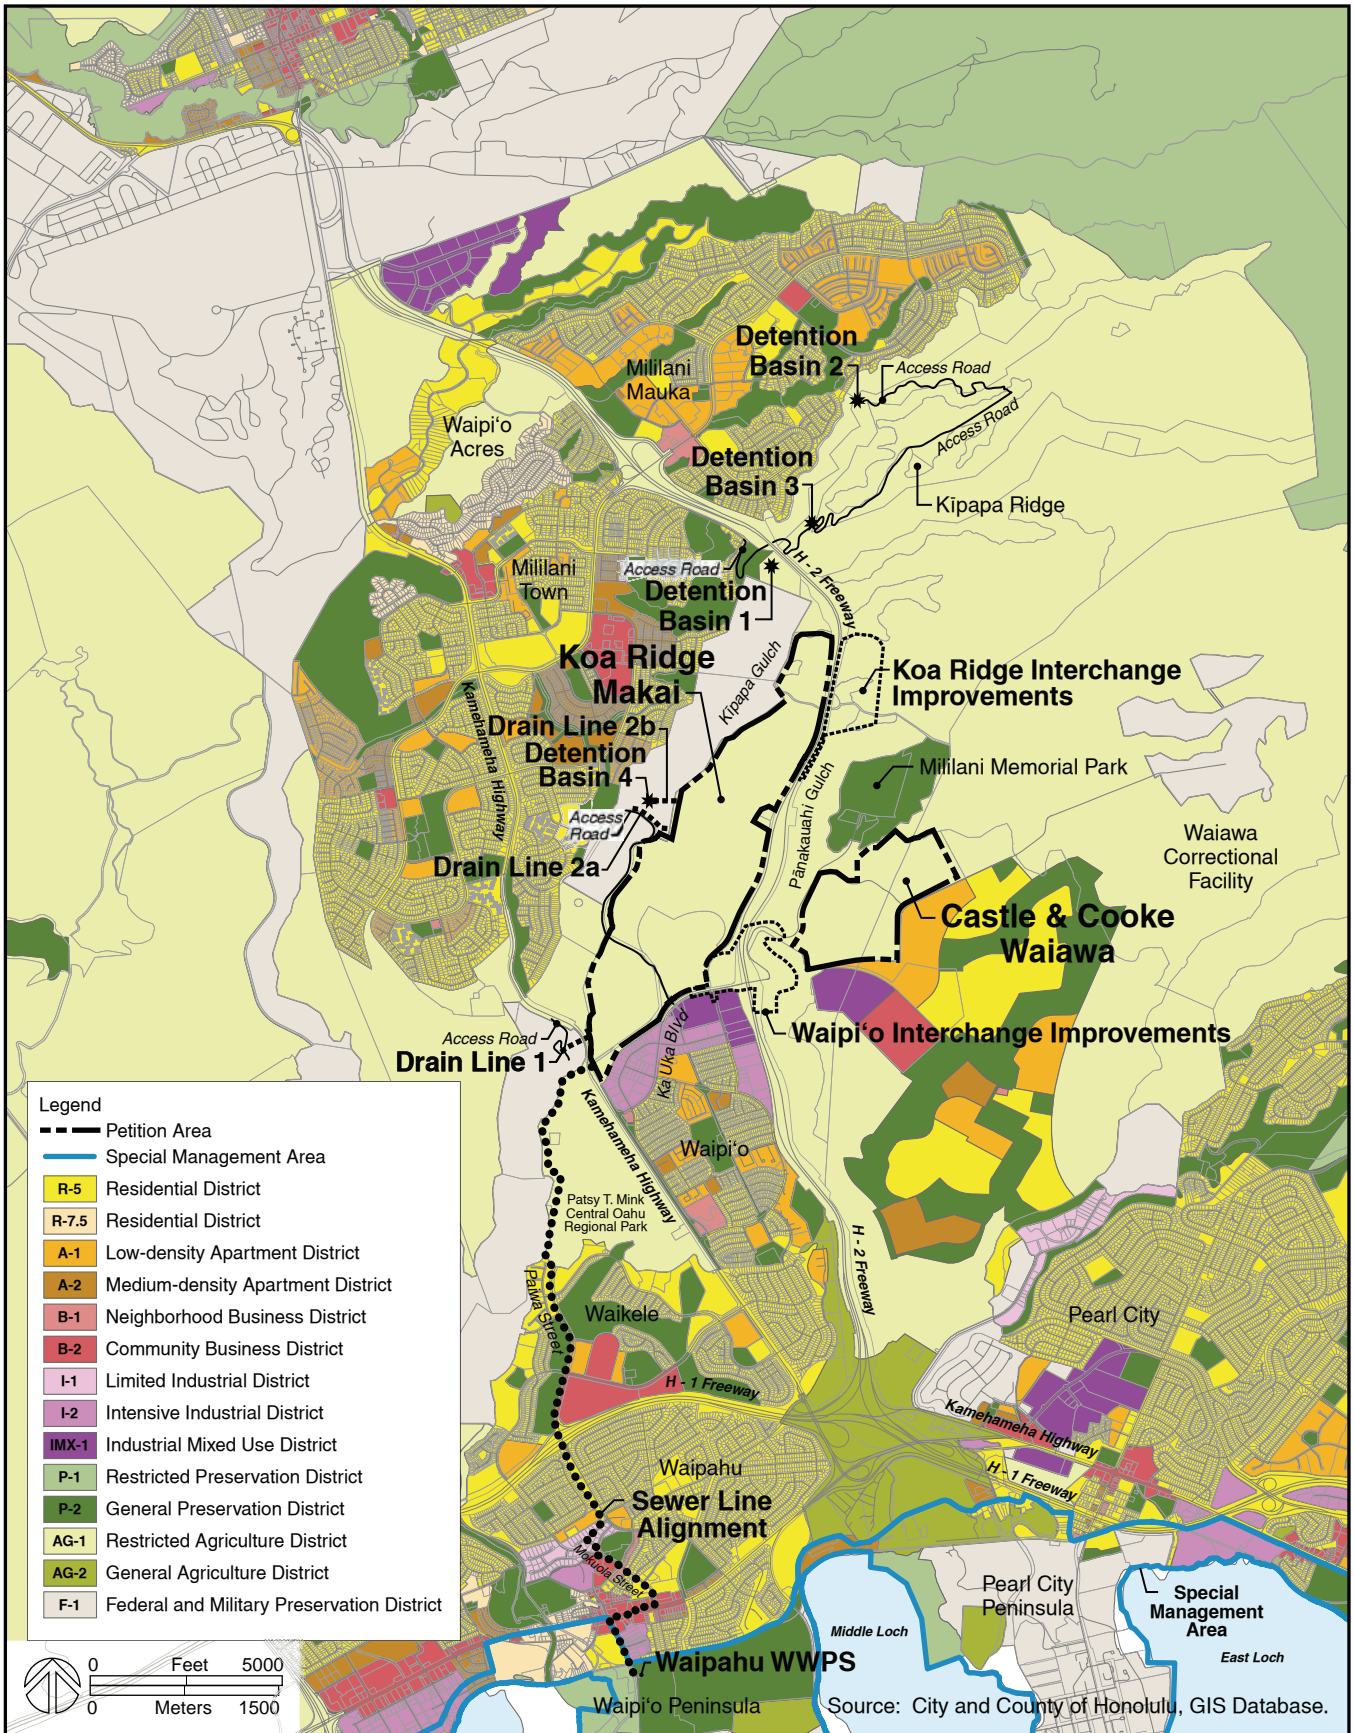 Detention
Basin 2
Access Road
Access Road
Mililani
Mauka
Waipi‘o
Acres
Detention
Basin 3
Kīpapa Ridge
Mililani
Town
Access Road
H - 2 Freeway
Detention
Basin 1
Koa Ridge
Makai
Kīpapa Gulch
Koa Ridge Interchange
Improvements
Kamehameha Highway
Drain Line 2b
Detention
Basin 4
Mililani Memorial Park
Pānakauahi Gulch
Access
Road
Waiawa
Correctional
Facility
Drain Line 2a
Castle & Cooke
Waiawa
Access Road
Drain Line 1
Ka Uka Blvd
Waipi‘o Interchange Improvements
Kamehameha Highway
Waipi‘o
Patsy T. Mink
Central Oahu
Regional Park
H - 2 Freeway
Paiwa Street
Waikele
Pearl City
H - 1 Freeway
Kamehameha Highway
H - 1 Freeway
Waipahu
Sewer Line
Alignment
Mokuola Street
Pearl City
Peninsula
Special
Management
Area
Middle Loch
East Loch
Waipahu WWPS
Waipi‘o Peninsula
Source: City and County of Honolulu, GIS Database.
Legend
Petition Area
Special Management Area
R-5 Residential District
R-7.5 Residential District
A-1 Low-density Apartment District
A-2 Medium-density Apartment District
B-1 Neighborhood Business District
B-2 Community Business District
I-1 Limited Industrial District
I-2 Intensive Industrial District
IMX-1 Industrial Mixed Use District
P-1 Restricted Preservation District
P-2 General Preservation District
AG-1 Restricted Agriculture District
AG-2 General Agriculture District
F-1 Federal and Military Preservation District
0 Feet 5000
0 Meters 1500